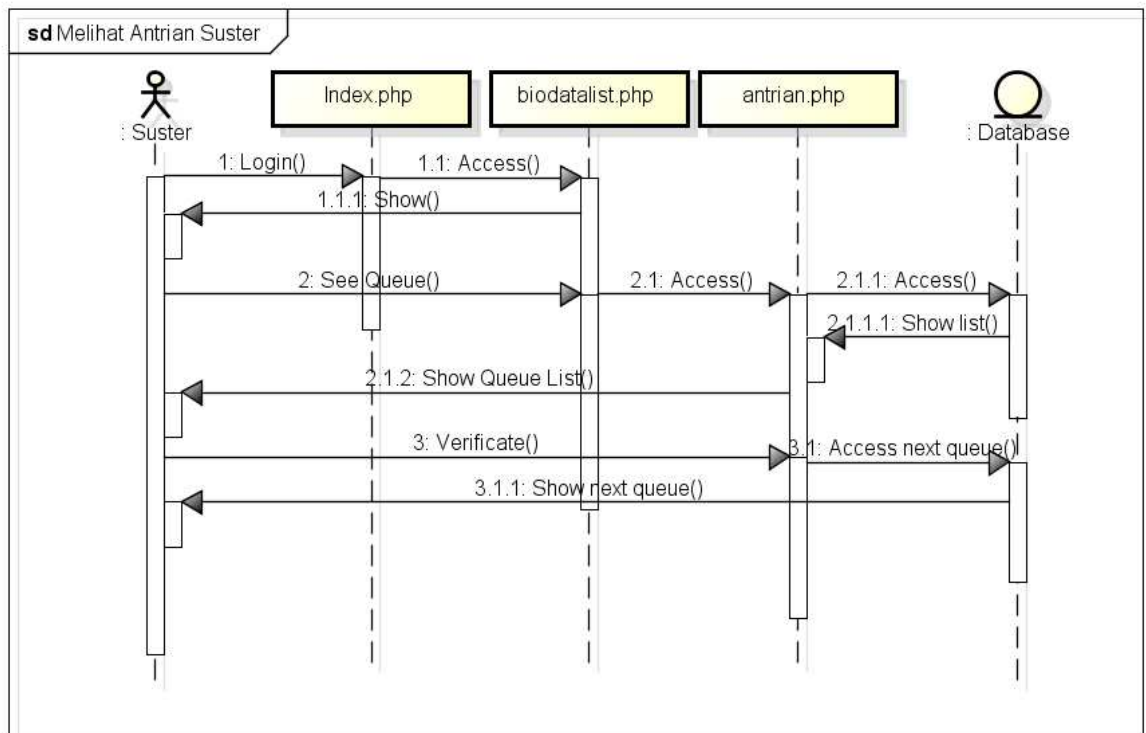 sd Melihat Antrian Suster
: Suster
Index.php
biodatalist.php
antrian.php
: Database
1: Login()
1.1: Access()
1.1.1: Show()
2: See Queue()
2.1: Access()
2.1.1: Access()
2.1.1.1: Show list()
2.1.2: Show Queue List()
3: Verificate()
3.1: Access next queue()
3.1.1: Show next queue()